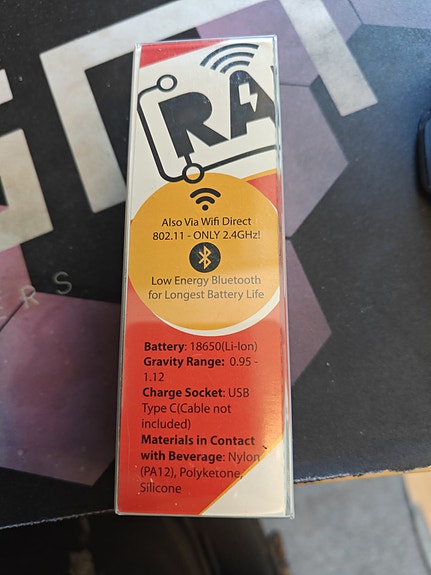 RA
Also Via Wifi Direct
802.11 - ONLY 2.4GHz!
Low Energy Bluetooth
for Longest Battery Life
Battery: 18650(Li-Ion)
Gravity Range: 0.95 -
1.12
Charge Socket: USB
Type C(Cable not
included)
Materials in Contact
with Beverage: Nylon
(PA12), Polyketone,
Silicone
ERS